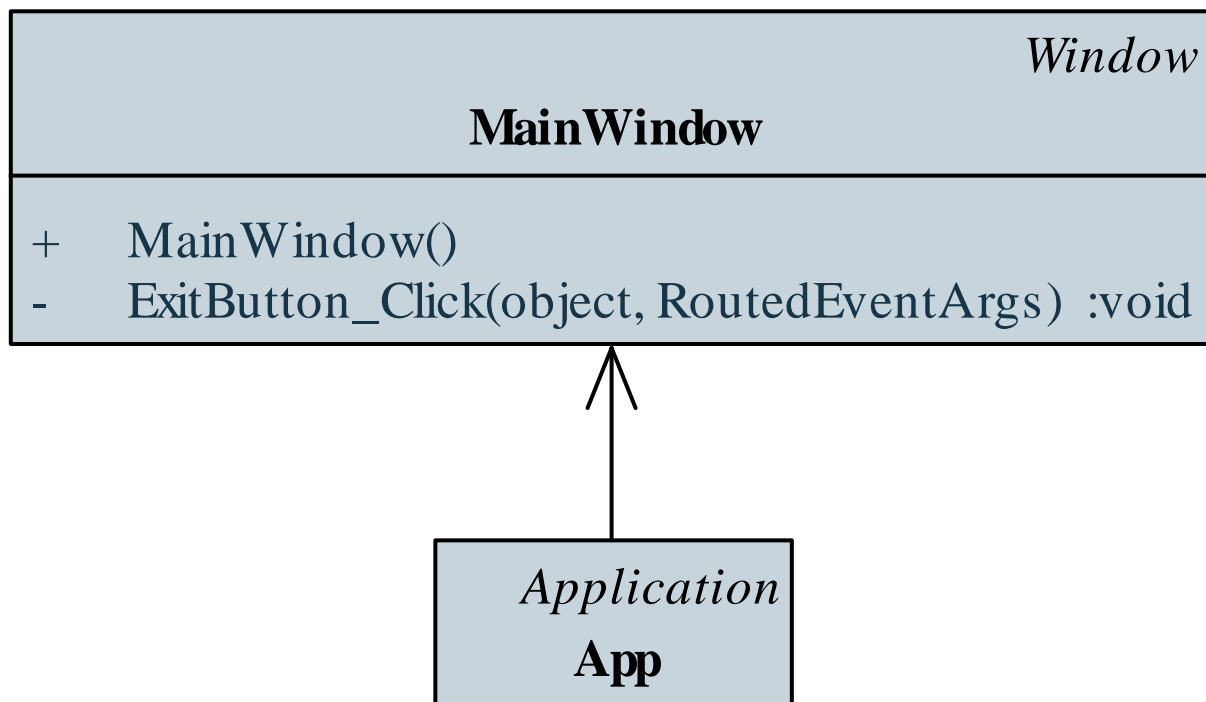 Window
MainWindow
+ MainWindow()
- ExitButton_Click(object, RoutedEventArgs) :void
Application
App